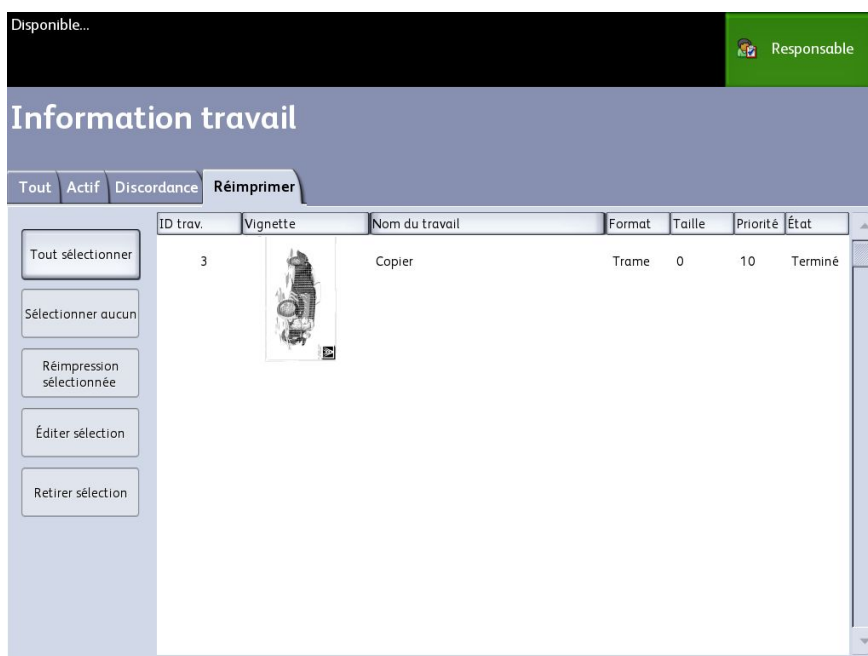 Disponible...
Responsable
Information travail
Tout Actif Discordance Réimprimer
ID trav. Vignette Nom du travail Format Taille Priorité État
Tout sélectionner
3 Copier Trame 0 10 Terminé
Sélectionner aucun
Réimpression
sélectionnée
Éditer sélection
Retirer sélection